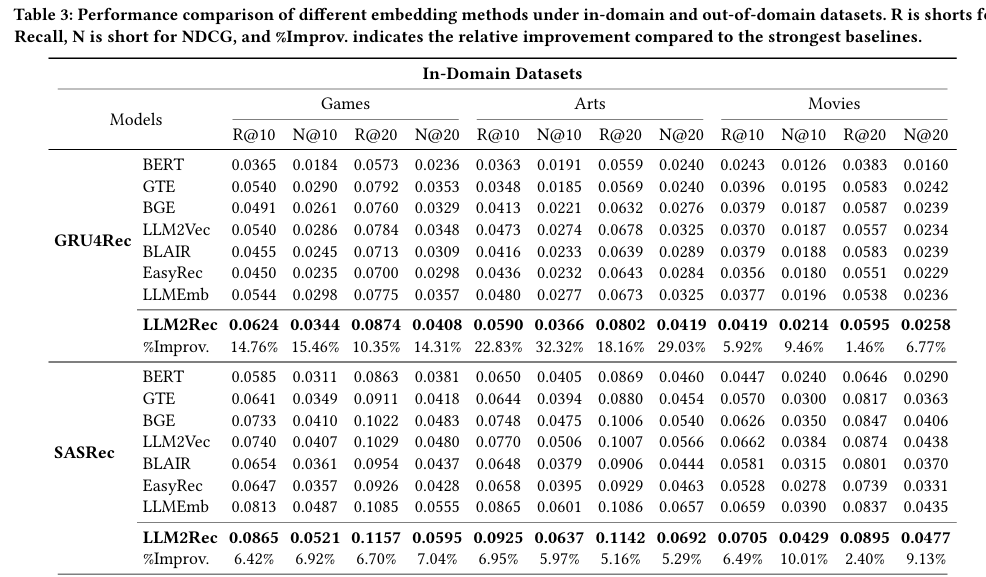 Table 3: Performance comparison of different embedding methods under in-domain and out-of-domain datasets. R is shorts
Recall, N is short for NDCG, and %Improv. indicates the relative improvement compared to the strongest baselines.
In-Domain Datasets
Models Games Arts Movies
R@10 N@10 R@20 N@20 R@10 N@10 R@20 N@20 R@10 N@10 R@20 N@20
GRU4Rec
BERT 0.0365 0.0184 0.0573 0.0236 0.0363 0.0191 0.0559 0.0240 0.0243 0.0126 0.0383 0.0160
GTE 0.0540 0.0290 0.0792 0.0353 0.0348 0.0185 0.0569 0.0240 0.0396 0.0195 0.0583 0.0242
BGE 0.0491 0.0261 0.0760 0.0329 0.0413 0.0221 0.0632 0.0276 0.0379 0.0187 0.0587 0.0239
LLM2Vec 0.0540 0.0286 0.0784 0.0348 0.0473 0.0274 0.0678 0.0325 0.0370 0.0187 0.0557 0.0234
BLAIR 0.0455 0.0245 0.0713 0.0309 0.0416 0.0233 0.0639 0.0289 0.0379 0.0188 0.0583 0.0239
EasyRec 0.0450 0.0235 0.0700 0.0298 0.0436 0.0232 0.0643 0.0284 0.0356 0.0180 0.0551 0.0229
LLMEmb 0.0544 0.0298 0.0775 0.0357 0.0480 0.0277 0.0673 0.0325 0.0377 0.0196 0.0538 0.0236
LLM2Rec 0.0624 0.0344 0.0874 0.0408 0.0590 0.0366 0.0802 0.0419 0.0419 0.0214 0.0595 0.0258
%Improv. 14.76% 15.46% 10.35% 14.31% 22.83% 32.32% 18.16% 29.03% 5.92% 9.46% 1.46% 6.77%
SASRec
BERT 0.0585 0.0311 0.0863 0.0381 0.0650 0.0405 0.0869 0.0460 0.0447 0.0240 0.0646 0.0290
GTE 0.0641 0.0349 0.0911 0.0418 0.0644 0.0394 0.0880 0.0454 0.0570 0.0300 0.0817 0.0363
BGE 0.0733 0.0410 0.1022 0.0483 0.0748 0.0475 0.1006 0.0540 0.0626 0.0350 0.0847 0.0406
LLM2Vec 0.0740 0.0407 0.1029 0.0480 0.0770 0.0506 0.1007 0.0566 0.0662 0.0384 0.0874 0.0438
BLAIR 0.0654 0.0361 0.0954 0.0437 0.0648 0.0379 0.0906 0.0444 0.0581 0.0315 0.0801 0.0370
EasyRec 0.0647 0.0357 0.0926 0.0428 0.0658 0.0395 0.0929 0.0463 0.0528 0.0278 0.0739 0.0331
LLMEmb 0.0813 0.0487 0.1085 0.0555 0.0865 0.0601 0.1086 0.0657 0.0659 0.0390 0.0837 0.0435
LLM2Rec 0.0865 0.0521 0.1157 0.0595 0.0925 0.0637 0.1142 0.0692 0.0705 0.0429 0.0895 0.0477
%Improv. 6.42% 6.92% 6.70% 7.04% 6.95% 5.97% 5.16% 5.29% 6.49% 10.01% 2.40% 9.13%